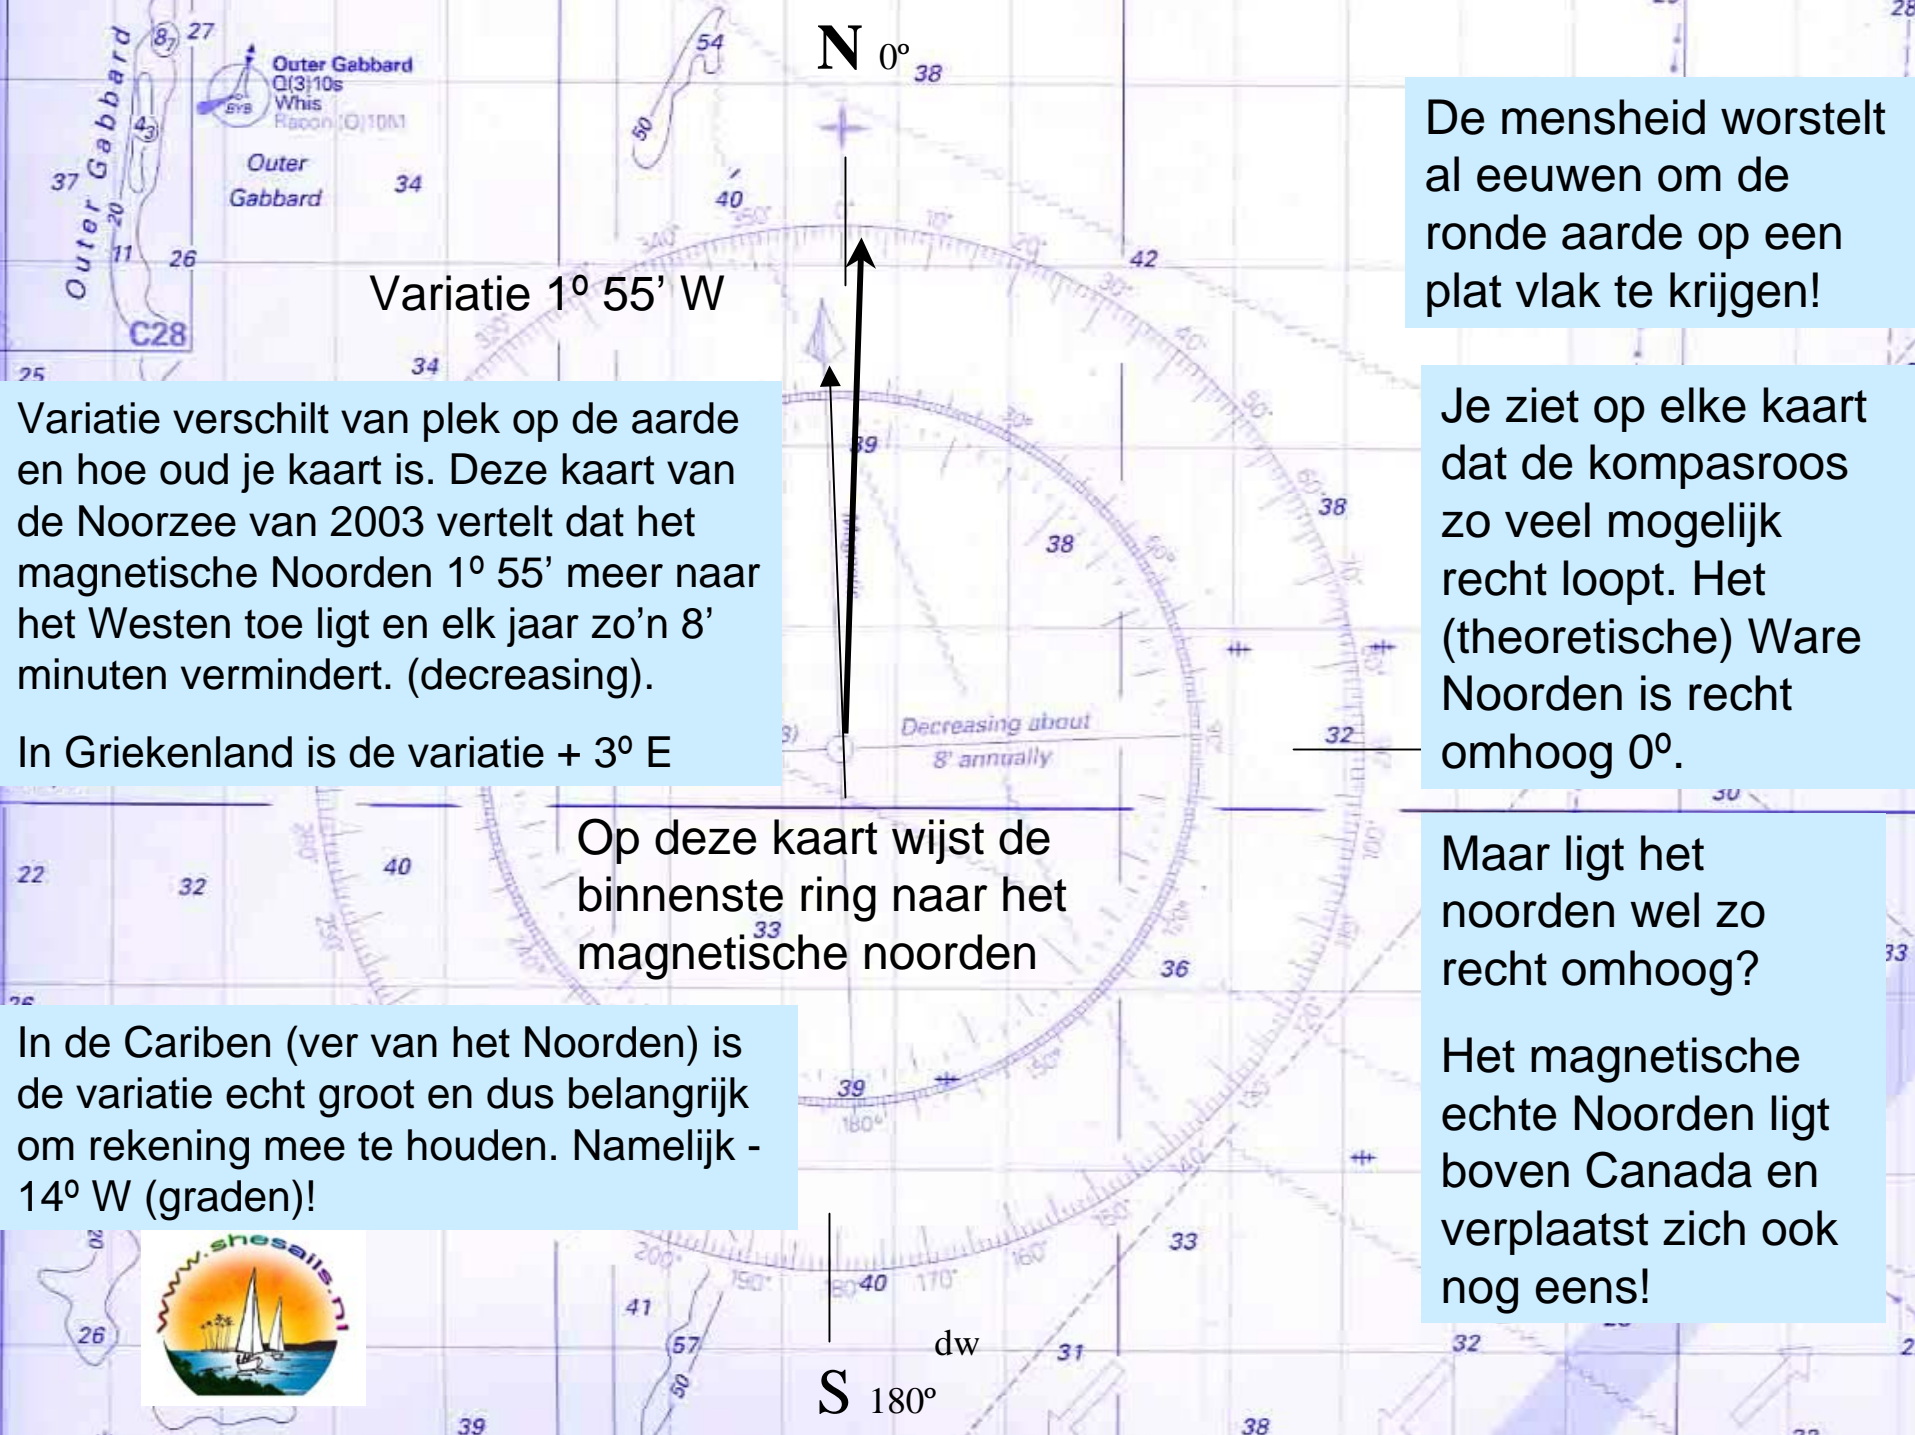 N 0º
De mensheid worstelt
al eeuwen om de
ronde aarde op een
plat vlak te krijgen!
Outer Gabbard
Q(3)10s
Whis
Racon (O)10M
Outer Gabbard
Outer
Gabbard
C28
Variatie 1º 55’ W
Variatie verschilt van plek op de aarde
en hoe oud je kaart is. Deze kaart van
de Noorzee van 2003 vertelt dat het
magnetische Noorden 1º 55’ meer naar
het Westen toe ligt en elk jaar zo’n 8’
minuten vermindert. (decreasing).
In Griekenland is de variatie + 3º E
Je ziet op elke kaart
dat de kompasroos
zo veel mogelijk
recht loopt. Het
(theoretische) Ware
Noorden is recht
omhoog 0º.
Decreasing about
8' annually
Op deze kaart wijst de
binnenste ring naar het
magnetische noorden
Maar ligt het
noorden wel zo
recht omhoog?
Het magnetische
echte Noorden ligt
boven Canada en
verplaatst zich ook
nog eens!
In de Cariben (ver van het Noorden) is
de variatie echt groot en dus belangrijk
om rekening mee te houden. Namelijk -
14º W (graden)!
www.shesails.nl
dw
S 180º